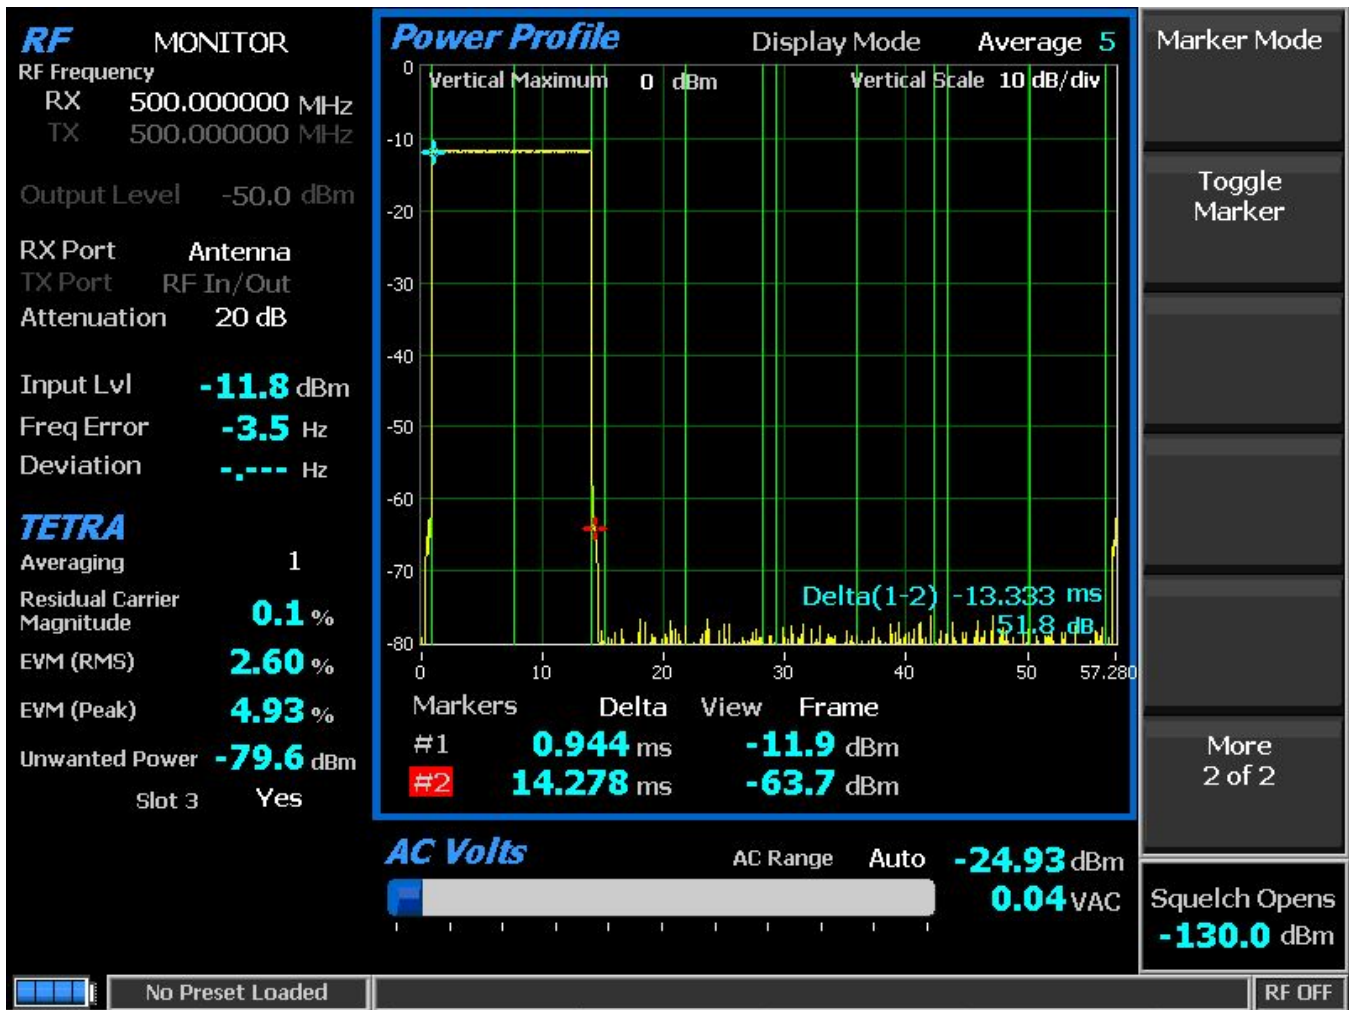 RF MONITOR
RF Frequency
RX 500.000000 MHz
TX 500.000000 MHz
Output Level -50.0 dBm
RX Port Antenna
TX Port RF In/Out
Attenuation 20 dB
Input Lvl -11.8 dBm
Freq Error -3.5 Hz
Deviation -.--- Hz
TETRA
Averaging 1
Residual Carrier
Magnitude 0.1 %
EVM (RMS) 2.60 %
EVM (Peak) 4.93 %
Unwanted Power -79.6 dBm
Slot 3 Yes
Power Profile Display Mode Average 5
Vertical Maximum 0 dBm Vertical Scale 10 dB/div
0
-10
-20
-30
-40
-50
-60
-70
-80
Delta(1-2) -13.333 ms
51.8 dB
0 10 20 30 40 50 57.280
Markers Delta View Frame
#1 0.944 ms -11.9 dBm
#2 14.278 ms -63.7 dBm
AC Volts AC Range Auto -24.93 dBm
0.04 VAC
Marker Mode
Toggle
Marker
More
2 of 2
Squelch Opens
-130.0 dBm
No Preset Loaded
RF OFF